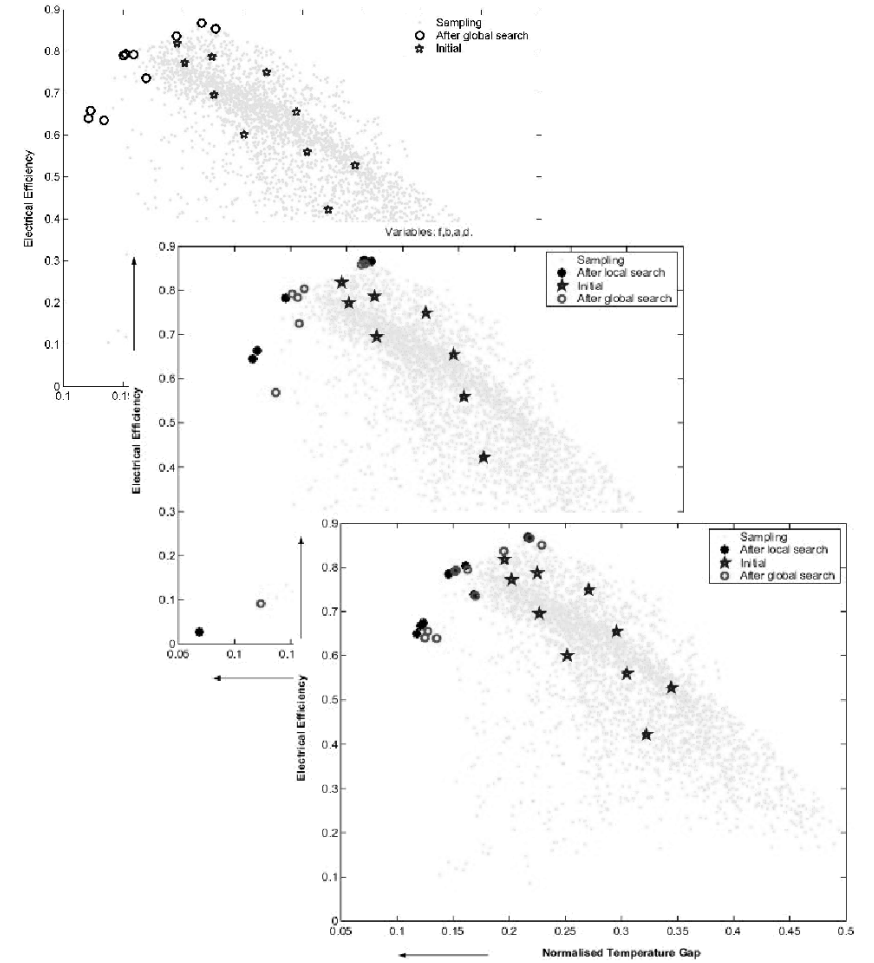 0.9
Sampling
After global search
Initial
0.8
0.7
0.6
0.5
0.4
0.3
0.2
0.1
0
0.1
Electrical Efficiency
Variables: f,b,a,d.
0.9
Sampling
After local search
Initial
After global search
0.8
0.7
0.6
0.5
0.4
0.3
0.2
0.1
0
0.05
0.1
0.1
Electrical Efficiency
0.9
Sampling
After local search
Initial
After global search
0.8
0.7
0.6
0.5
0.4
0.3
0.2
0.1
0
0.05
0.1
0.15
0.2
0.25
0.3
0.35
0.4
0.45
0.5
Electrical Efficiency
Normalised Temperature Gap